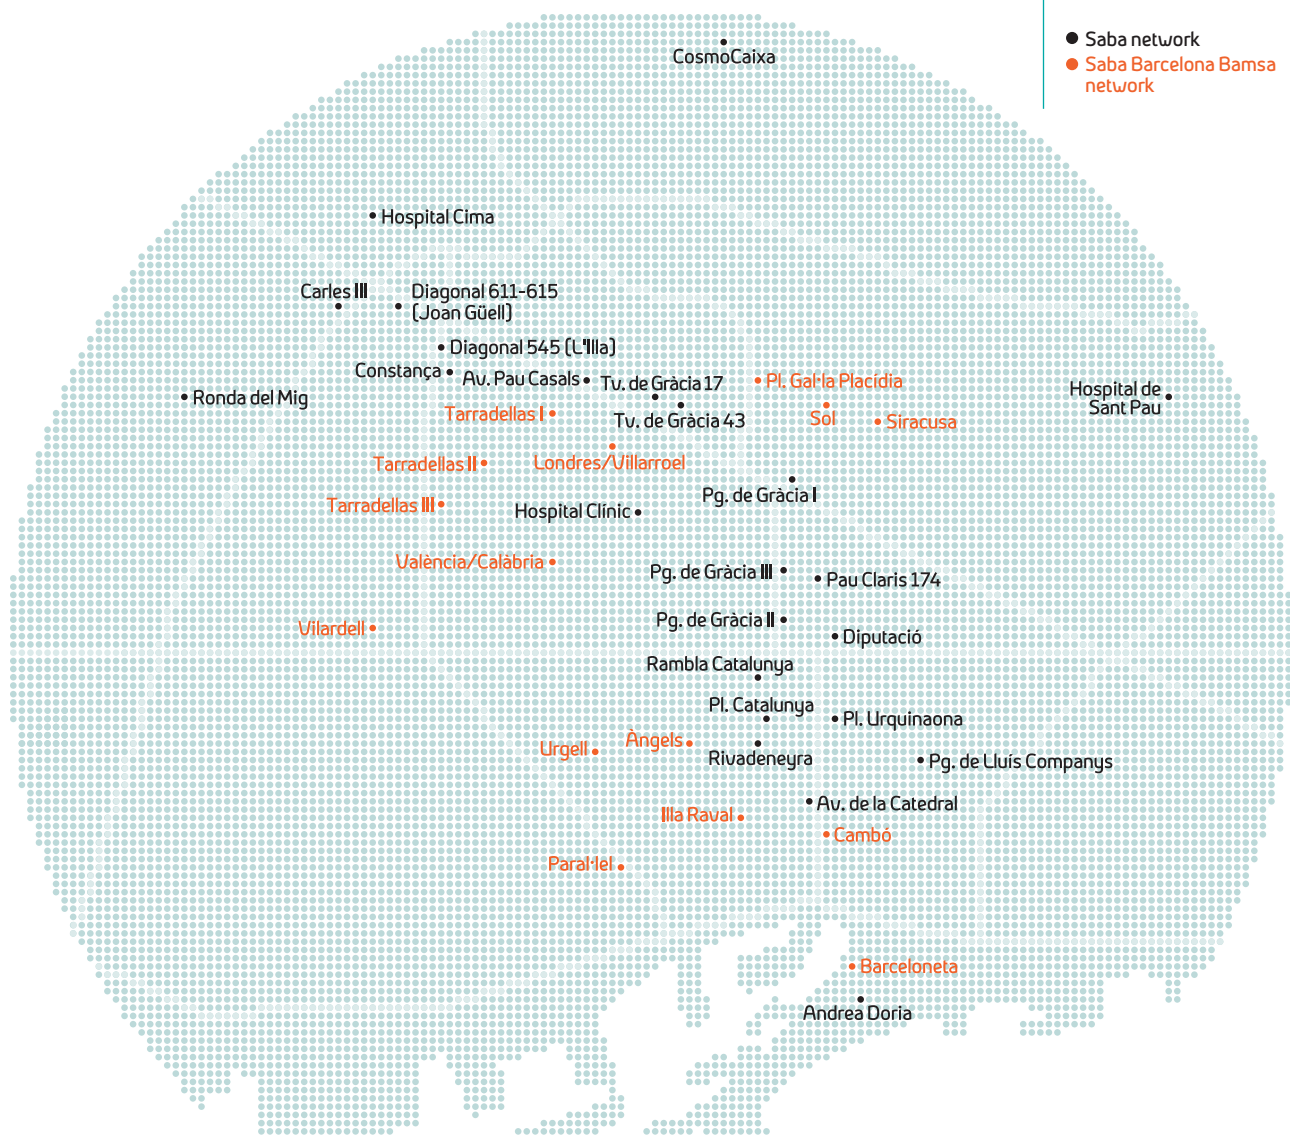 Saba network
Saba Barcelona Bamsa
network
CosmoCaixa
Hospital Cima
Carles III
Diagonal 611-615
(Joan Güell)
Diagonal 545 (L'Illa)
Constança
Av. Pau Casals
Tv. de Gràcia 17
Pl. Gal·la Placídia
Hospital de
Sant Pau
Ronda del Mig
Tarradellas I
Tv. de Gràcia 43
Sol
Siracusa
Tarradellas II
Londres/Villarroel
Pg. de Gràcia I
Tarradellas III
Hospital Clínic
València/Calàbria
Pg. de Gràcia III
Pau Claris 174
Pg. de Gràcia II
Vilardell
Diputació
Rambla Catalunya
Pl. Catalunya
Pl. Urquinaona
Àngels
Urgell
Rivadeneyra
Pg. de Lluís Companys
Av. de la Catedral
Illa Raval
Cambó
Paral·lel
Barceloneta
Andrea Doria